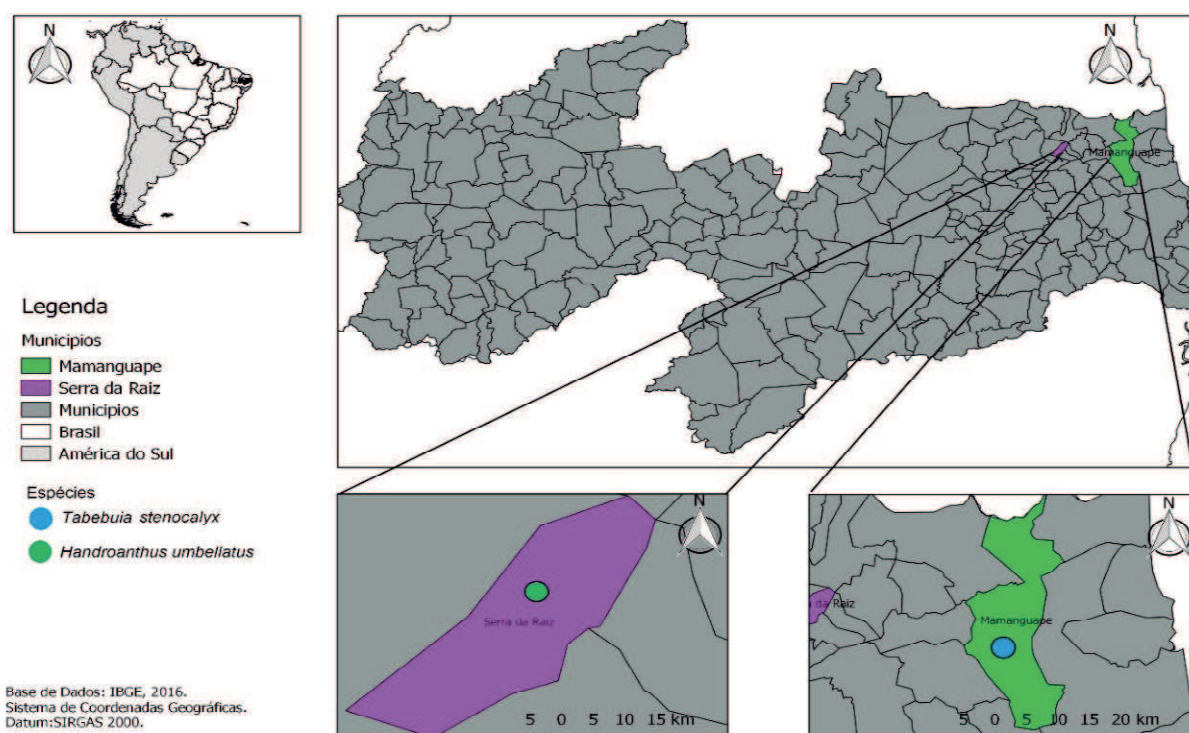 N
N
Mamanguape
Legenda
Municipios
Mamanguape
Serra da Raiz
Municipios
Brasil
América do Sul
Espécies
Tabebuia stenocalyx
Handroanthus umbellatus
Base de Dados: IBGE, 2016.
Sistema de Coordenadas Geográficas.
Datum:SIRGAS 2000.
N
Serra da Raiz
5 0 5 10 15 km
N
a da Raiz
Mamanguape
5 0 5 10 15 20 km